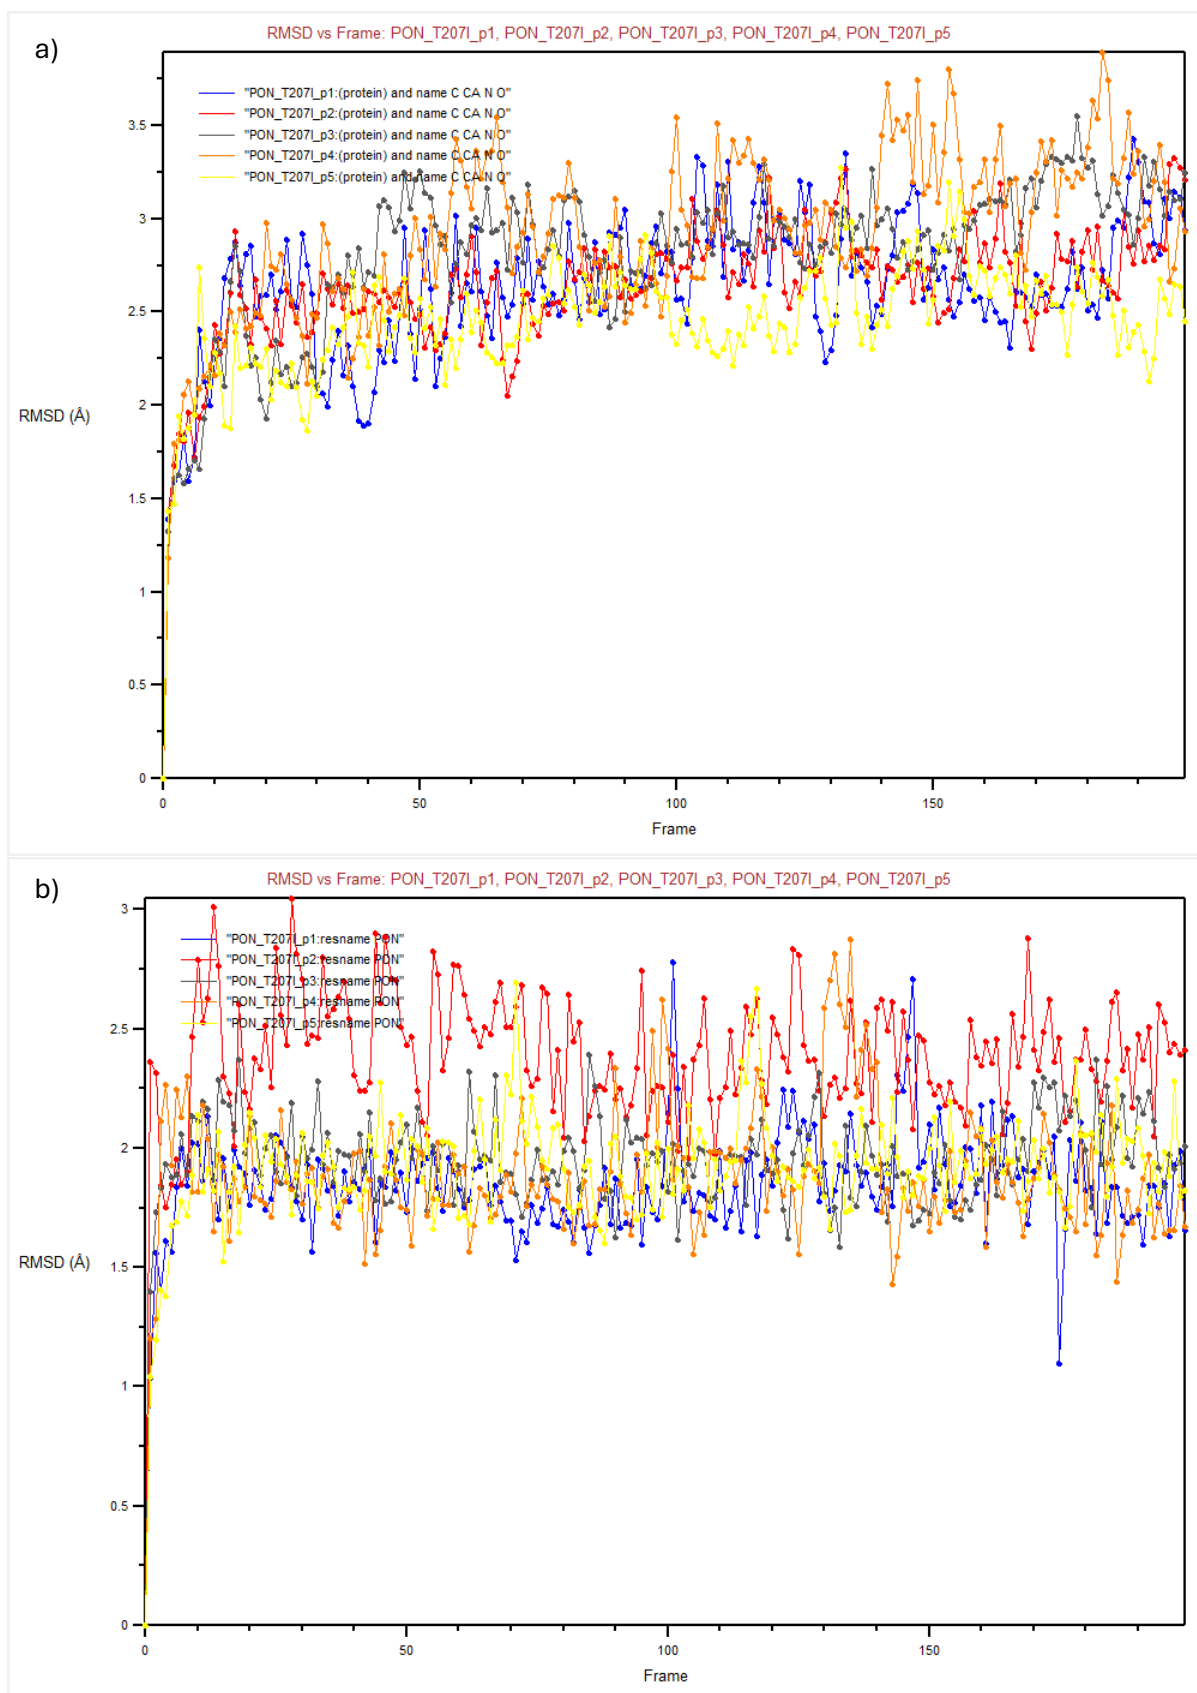 a)
RMSD vs Frame: PON_T207I_p1, PON_T207I_p2, PON_T207I_p3, PON_T207I_p4, PON_T207I_p5
"PON_T207I_p1:(protein) and name C CA N O"
"PON_T207I_p2:(protein) and name C CA N O"
"PON_T207I_p3:(protein) and name C CA N O"
"PON_T207I_p4:(protein) and name C CA N O"
"PON_T207I_p5:(protein) and name C CA N O"
3.5
3
2.5
2
RMSD (Å)
1.5
1
0.5
0
0 50 100 150
Frame
b)
RMSD vs Frame: PON_T207I_p1, PON_T207I_p2, PON_T207I_p3, PON_T207I_p4, PON_T207I_p5
3
"PON_T207I_p1:resname PON"
"PON_T207I_p2:resname PON"
"PON_T207I_p3:resname PON"
"PON_T207I_p4:resname PON"
"PON_T207I_p5:resname PON"
2.5
2
1.5
RMSD (Å)
1
0.5
0
0 50 100 150
Frame